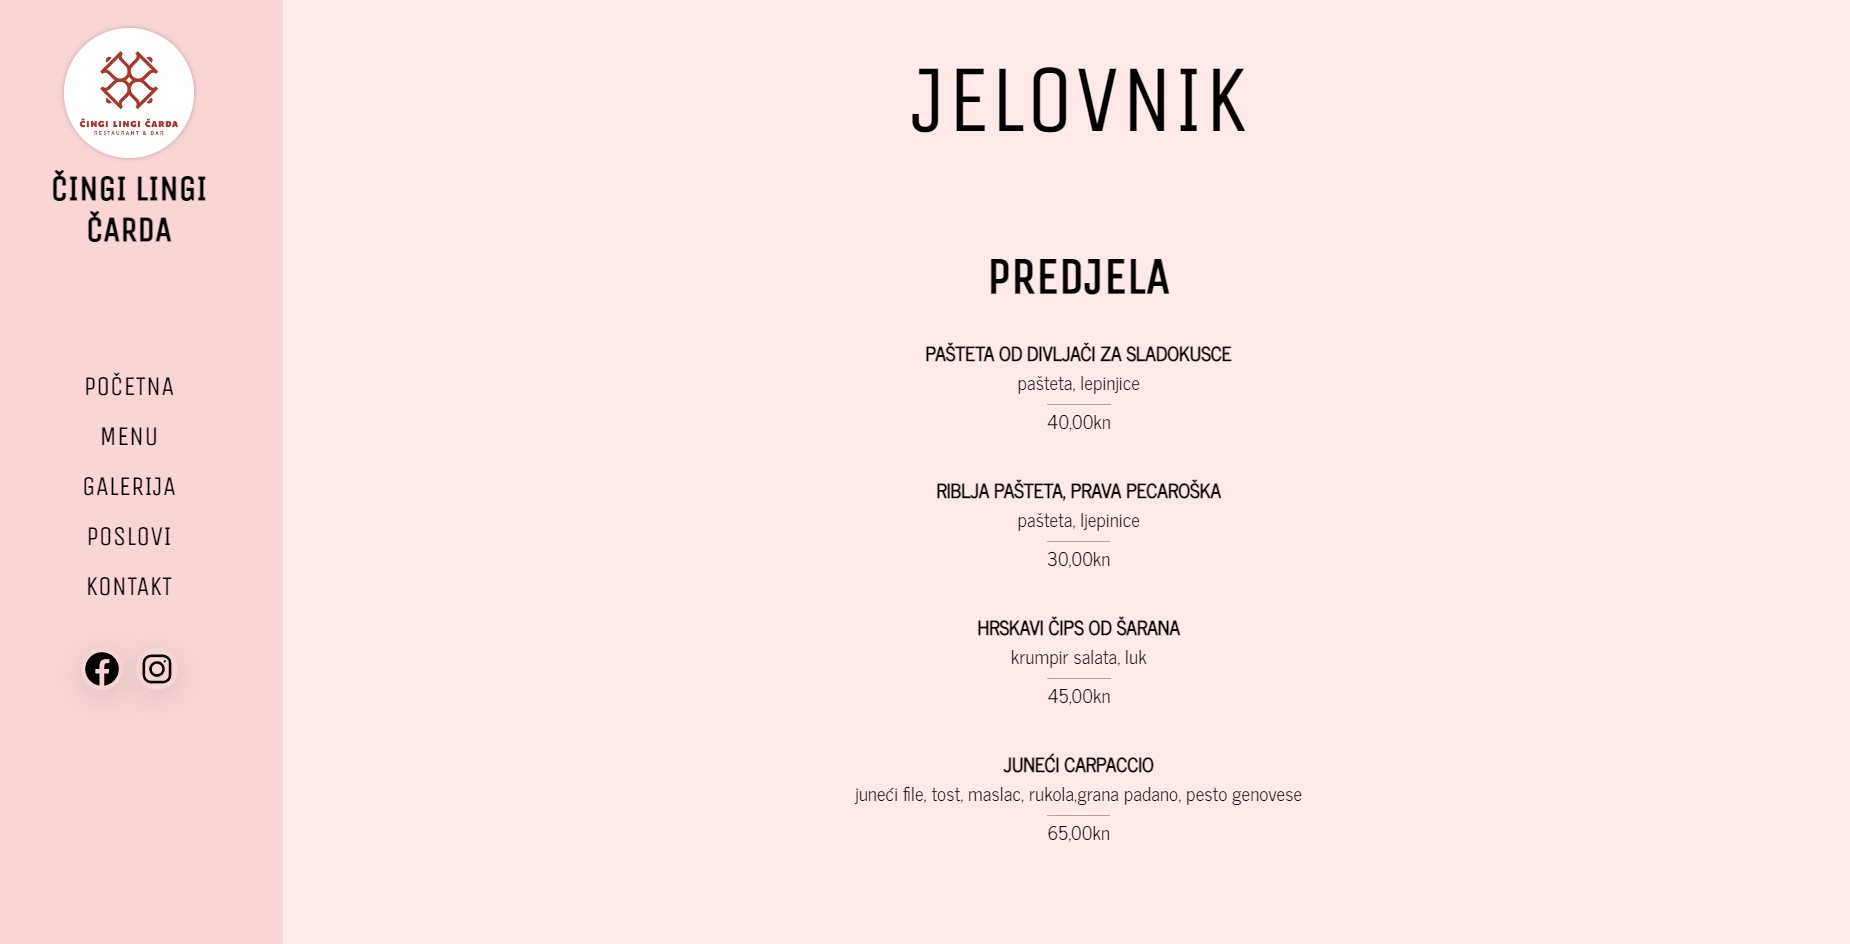 ČINGI LINGI ČARDA
RESTAURANT & BAR
ČINGI LINGI
ČARDA
POČETNA
MENU
GALERIJA
POSLOVI
KONTAKT
JELOVNIK
PREDJELA
PAŠTETA OD DIVLJAČI ZA SLADOKUSCE
pašteta, lepinjice
40,00kn
RIBLJA PAŠTETA, PRAVA PECAROŠKA
pašteta, ljepinice
30,00kn
HRSKAVI ČIPS OD ŠARANA
krumpir salata, luk
45,00kn
JUNEĆI CARPACCIO
juneći file, tost, maslac, rukola,grana padano, pesto genovese
65,00kn